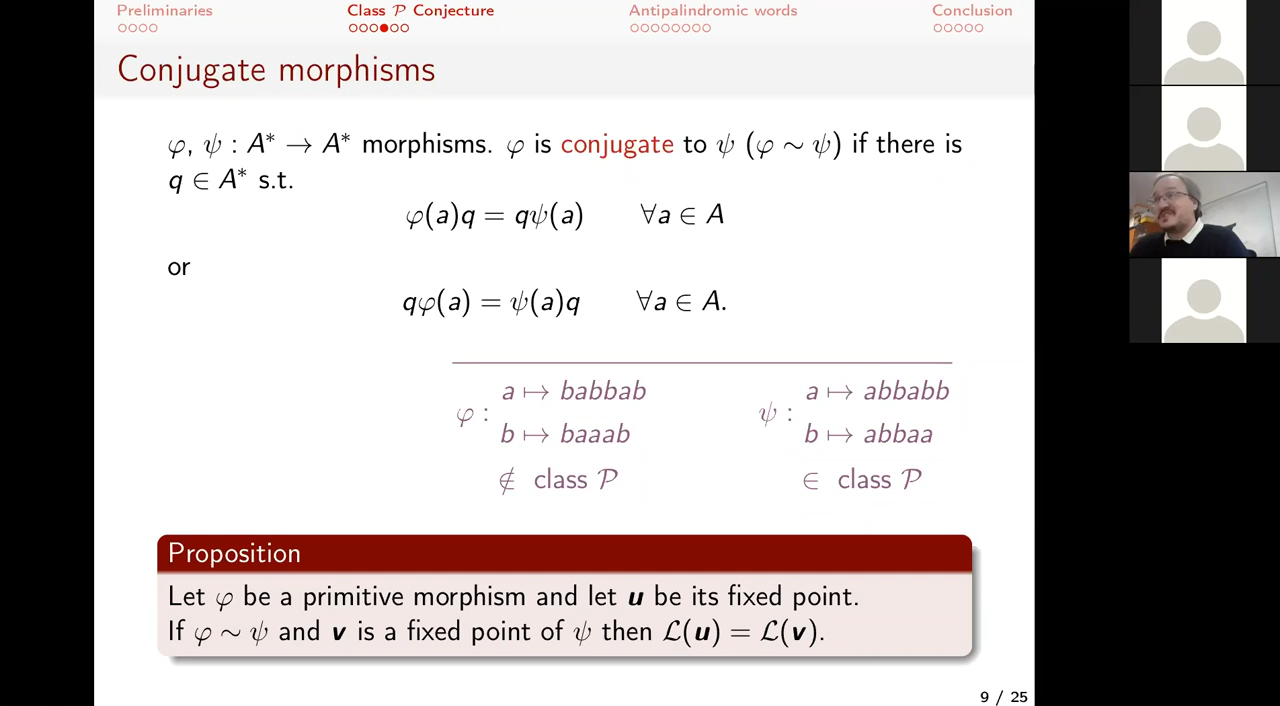 Preliminaries Class 𝒫 Conjecture Antipalindromic words Conclusion
Conjugate morphisms
φ, ψ : A* → A* morphisms. φ is conjugate to ψ (φ ∼ ψ) if there is
q ∈ A* s.t.
φ(a)q = qψ(a) ∀a ∈ A
or
qφ(a) = ψ(a)q ∀a ∈ A.
a ↦ babbab a ↦ abbabb
φ : ψ :
b ↦ baaab b ↦ abbaa
∉ class 𝒫 ∈ class 𝒫
Proposition
Let φ be a primitive morphism and let u be its fixed point.
If φ ∼ ψ and v is a fixed point of ψ then ℒ(u) = ℒ(v).
9 / 25